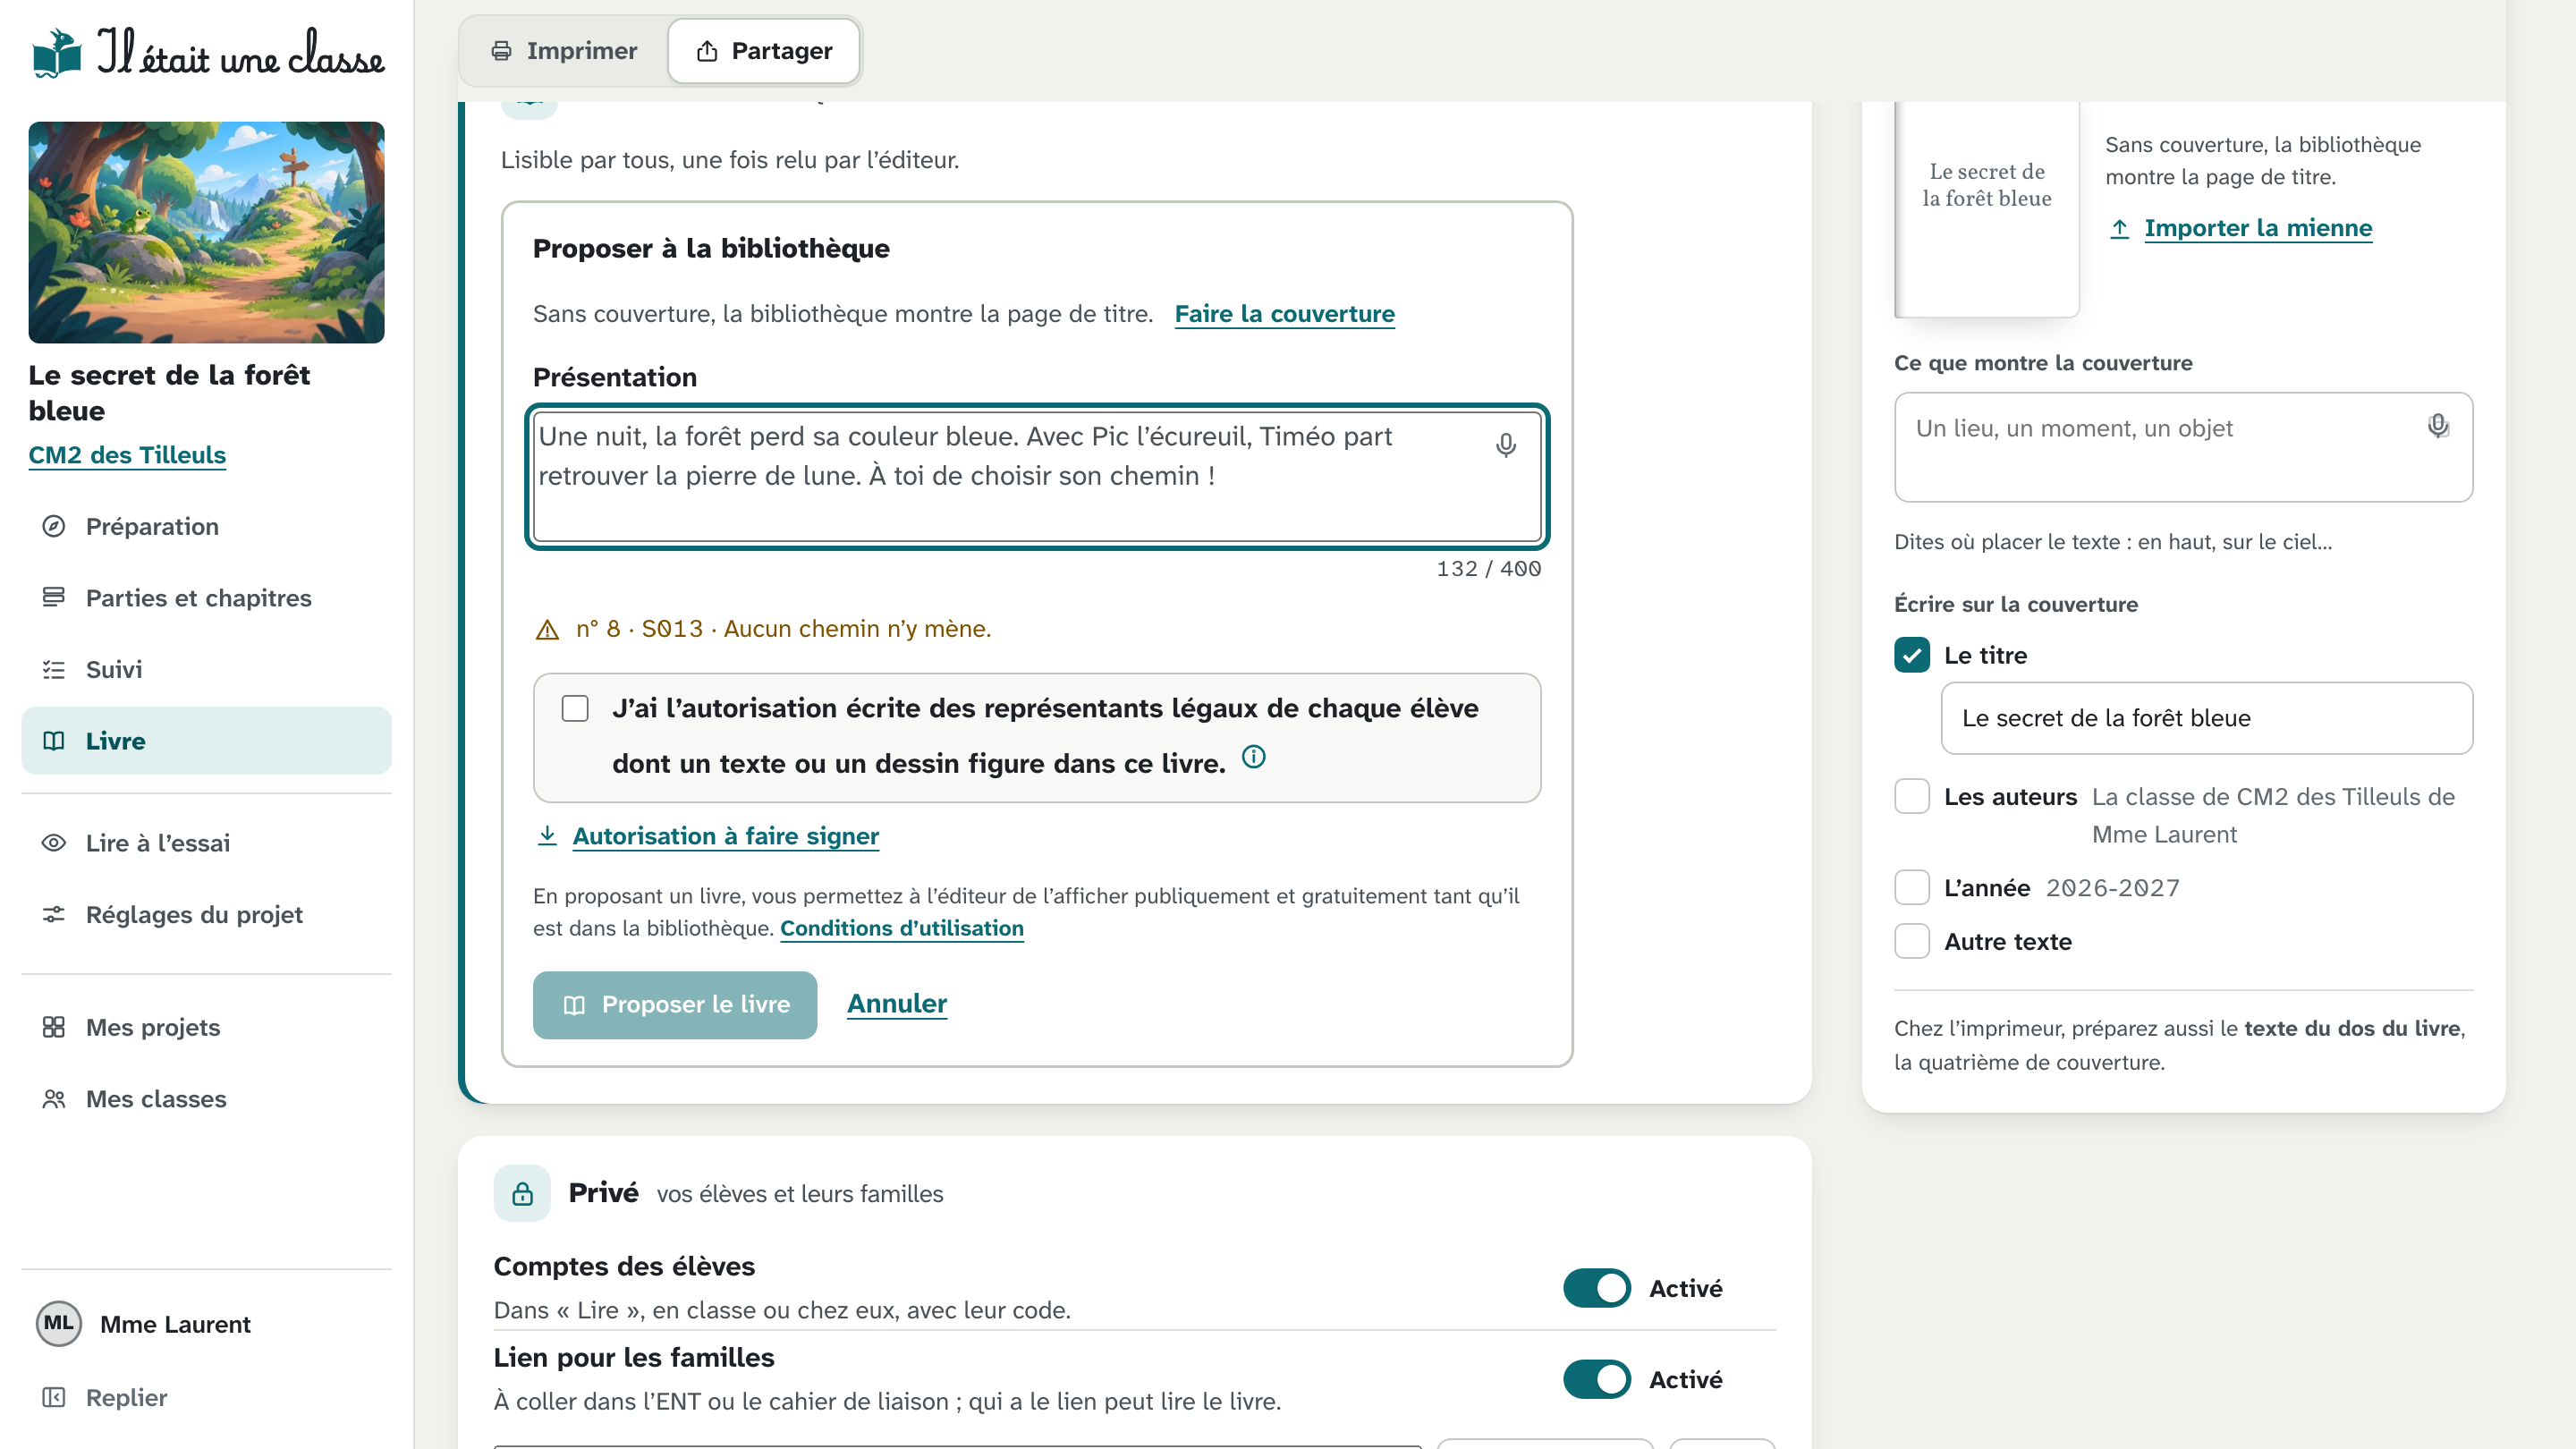 Il était une classe
Le secret de la forêt
bleue
CM2 des Tilleuls
Préparation
Parties et chapitres
Suivi
Livre
Lire à l’essai
Réglages du projet
Mes projets
Mes classes
ML Mme Laurent
Replier
Imprimer
Partager
Lisible par tous, une fois relu par l’éditeur.
Proposer à la bibliothèque
Sans couverture, la bibliothèque montre la page de titre. Faire la couverture
Présentation
Une nuit, la forêt perd sa couleur bleue. Avec Pic l’écureuil, Timéo part
retrouver la pierre de lune. À toi de choisir son chemin !
132 / 400
n° 8 · S013 · Aucun chemin n’y mène.
J’ai l’autorisation écrite des représentants légaux de chaque élève
dont un texte ou un dessin figure dans ce livre.
Autorisation à faire signer
En proposant un livre, vous permettez à l’éditeur de l’afficher publiquement et gratuitement tant qu’il
est dans la bibliothèque. Conditions d’utilisation
Proposer le livre
Annuler
Privé vos élèves et leurs familles
Comptes des élèves
Dans « Lire », en classe ou chez eux, avec leur code.
Activé
Lien pour les familles
À coller dans l’ENT ou le cahier de liaison ; qui a le lien peut lire le livre.
Activé
Le secret de
la forêt bleue
Sans couverture, la bibliothèque
montre la page de titre.
Importer la mienne
Ce que montre la couverture
Un lieu, un moment, un objet
Dites où placer le texte : en haut, sur le ciel…
Écrire sur la couverture
Le titre
Le secret de la forêt bleue
Les auteurs La classe de CM2 des Tilleuls de
Mme Laurent
L’année 2026-2027
Autre texte
Chez l’imprimeur, préparez aussi le texte du dos du livre,
la quatrième de couverture.